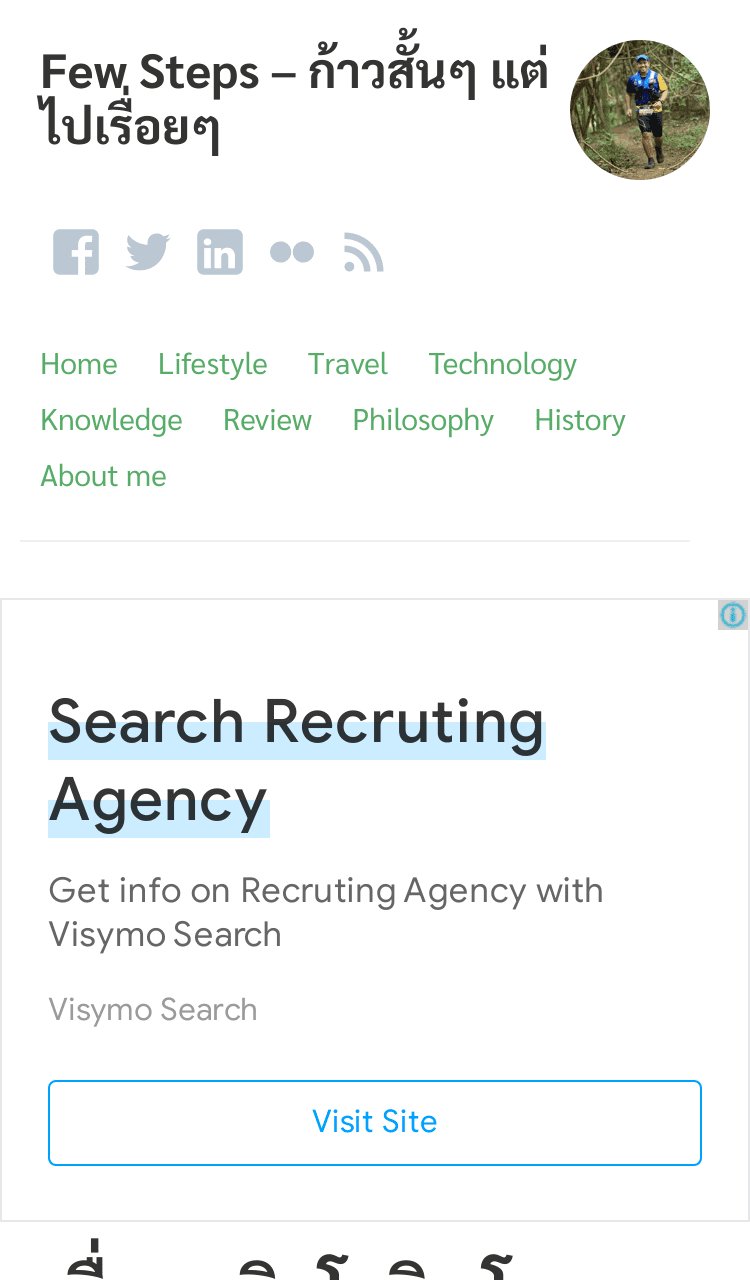 Few Steps – ก้าวสั้นๆ แต่
ไปเรื่อยๆ
Home Lifestyle Travel Technology
Knowledge Review Philosophy History
About me
Search Recruting
Agency
Get info on Recruting Agency with
Visymo Search
Visymo Search
Visit Site